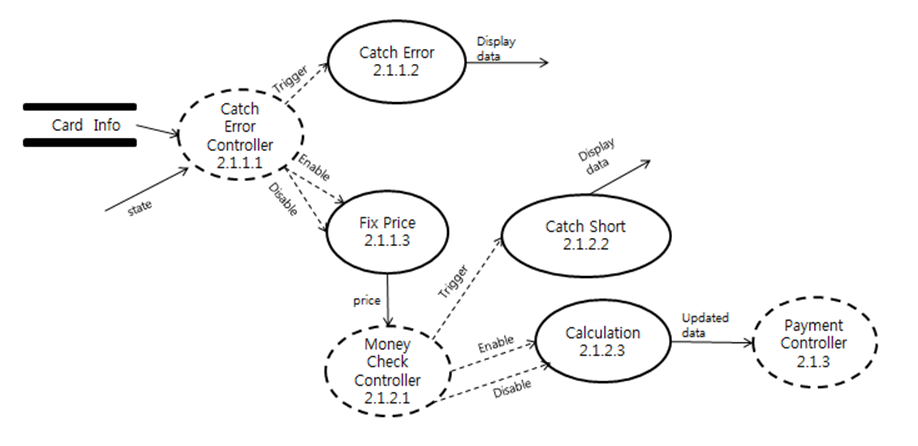 Catch Error
2.1.1.2
Display
data
Trigger
Card Info
Catch
Error
Controller
2.1.1.1
Enable
Disable
state
Fix Price
2.1.1.3
Display
data
Catch Short
2.1.2.2
Trigger
price
Money
Check
Controller
2.1.2.1
Enable
Disable
Calculation
2.1.2.3
Updated
data
Payment
Controller
2.1.3